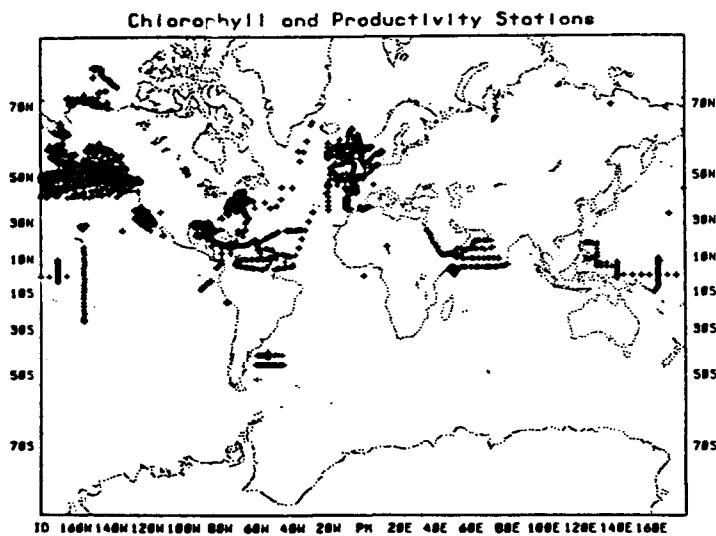 Chlorophyll and Productivity Stations
70N 70N
50N 50N
30N 30N
10N 10N
10S 10S
30S 30S
50S 50S
70S 70S
ID 160W 140W 120W 100W 80W 60W 40W 20W PM 20E 40E 60E 80E 100E 120E 140E 160E